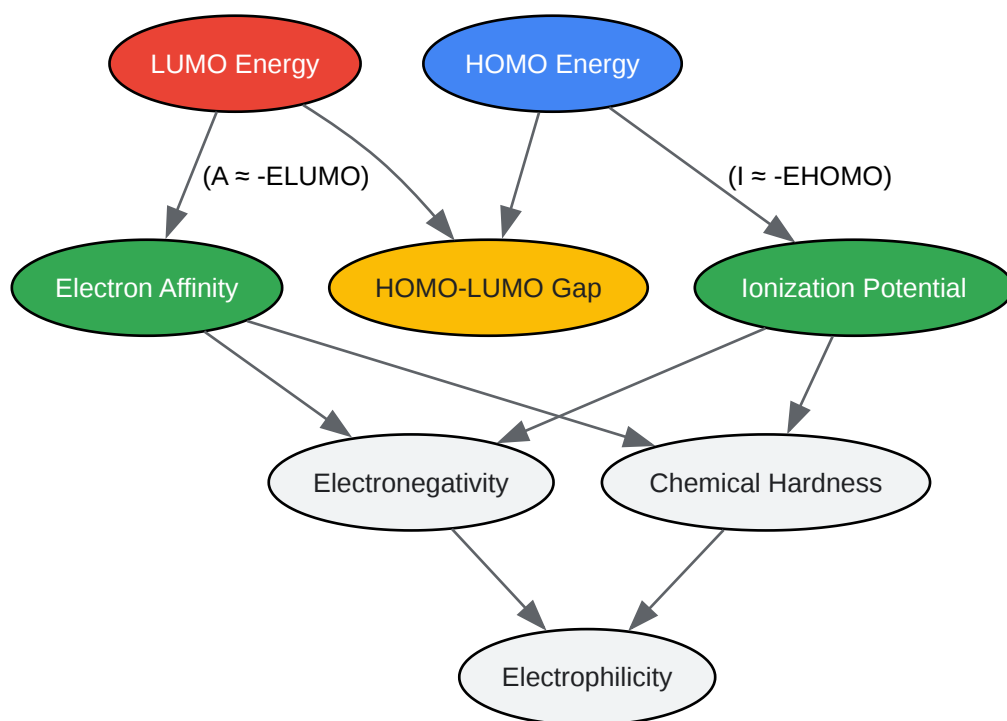 LUMO Energy
HOMO Energy
(A ≈ -ELUMO)
(I ≈ -EHOMO)
Electron Affinity
HOMO-LUMO Gap
Ionization Potential
Electronegativity
Chemical Hardness
Electrophilicity